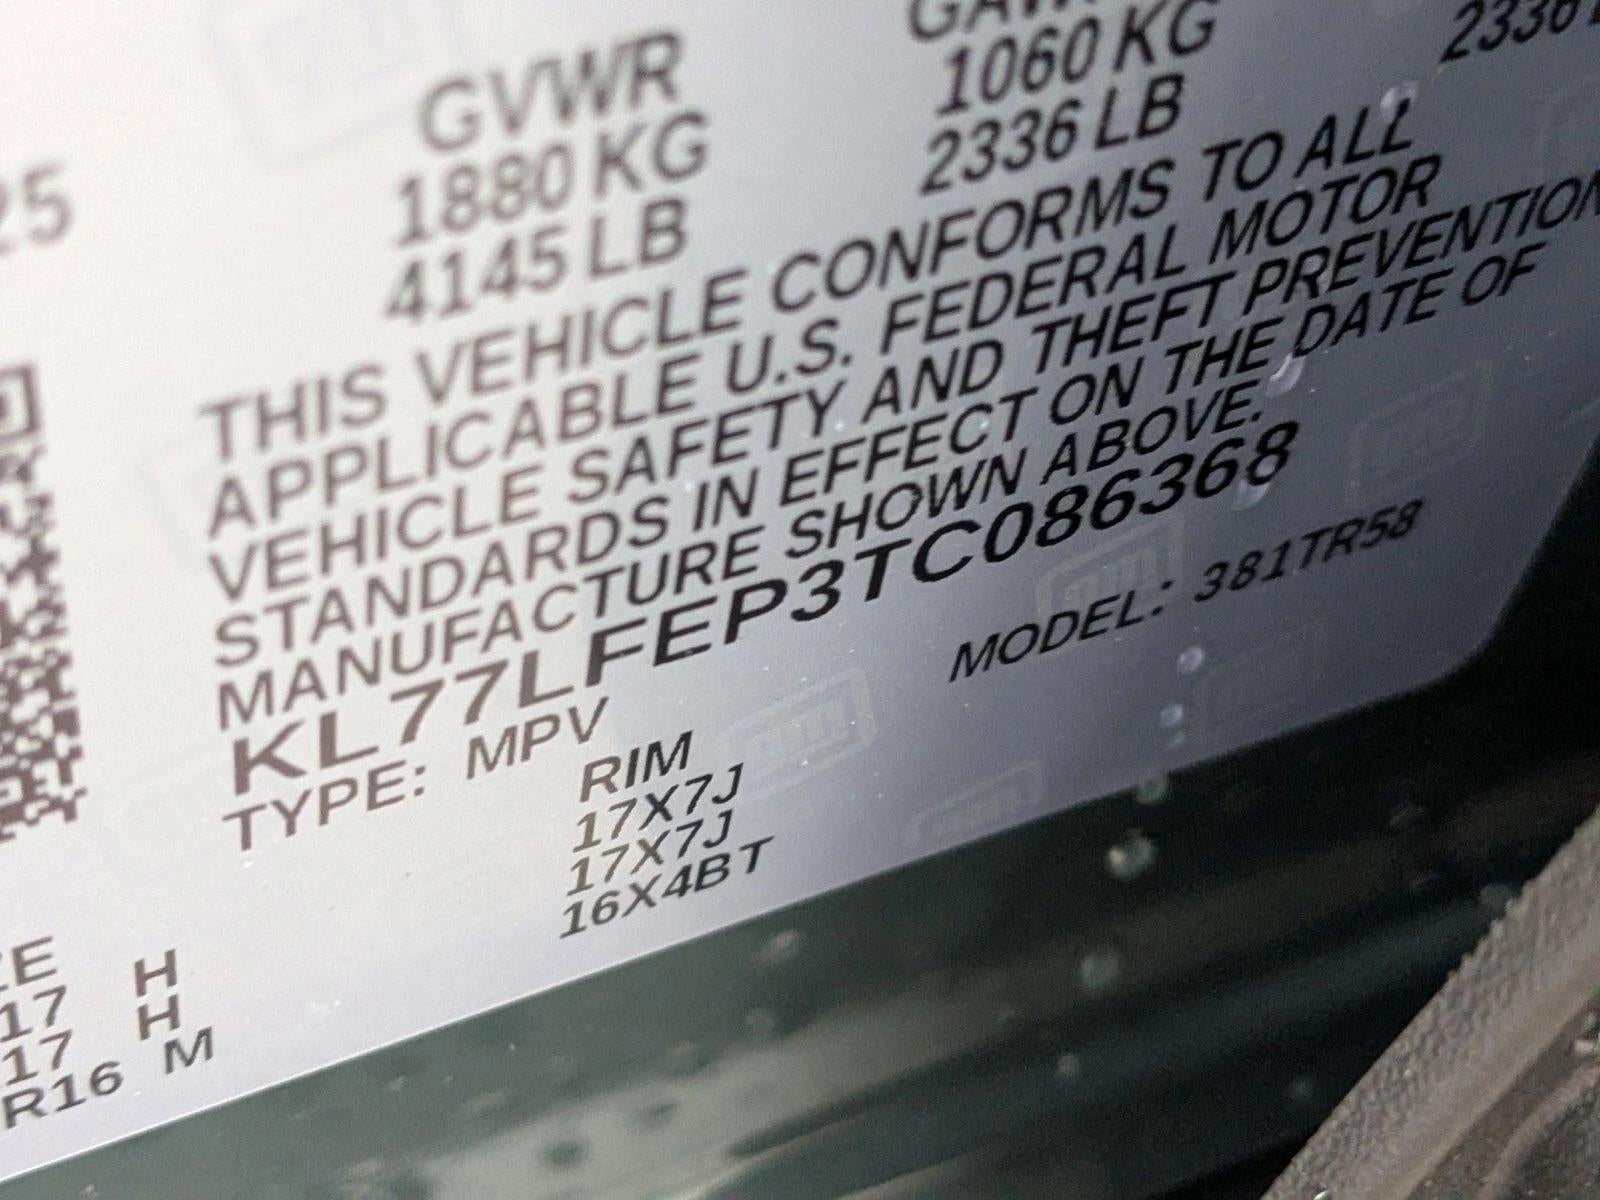 GVWR
1880 KG
4145 LB
1060 KG
2336 LB
25
THIS VEHICLE CONFORMS TO ALL
APPLICABLE U.S. FEDERAL MOTOR
VEHICLE SAFETY AND THEFT PREVENTION
STANDARDS IN EFFECT ON THE DATE OF
MANUFACTURE SHOWN ABOVE.
KL77LFEP3TC086368
TYPE: MPV MODEL: 381TR58
RIM
17X7J
17X7J
16X4BT
17 H
17 H
R16 M